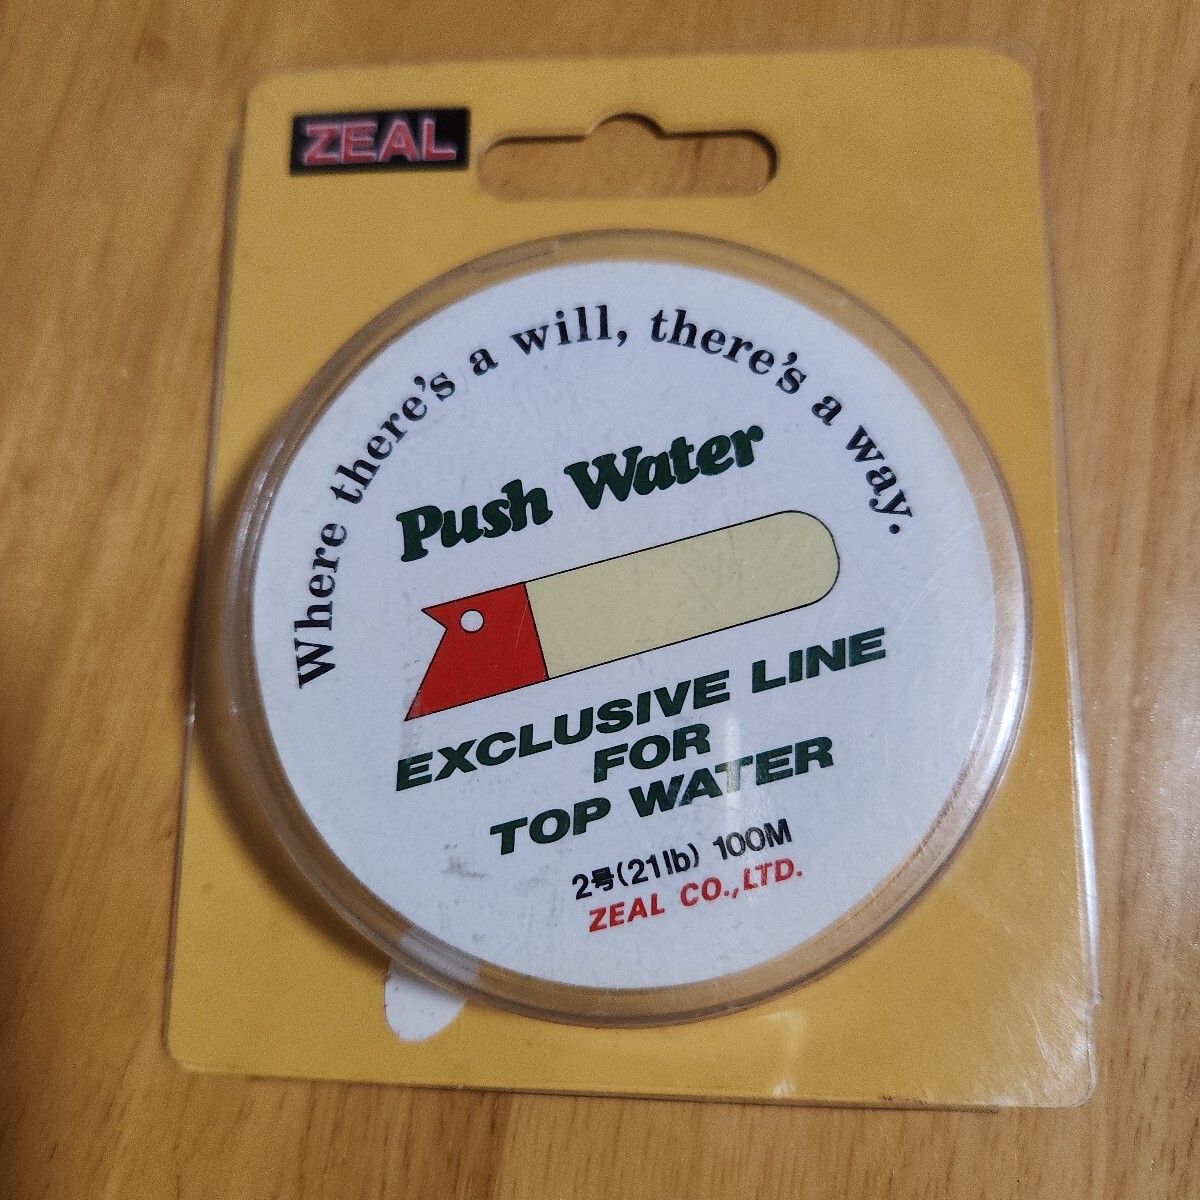 ZEAL
Where there's a will, there's a way.
Push Water
EXCLUSIVE LINE
FOR
TOP WATER
2号(21lb) 100M
ZEAL CO.,LTD.